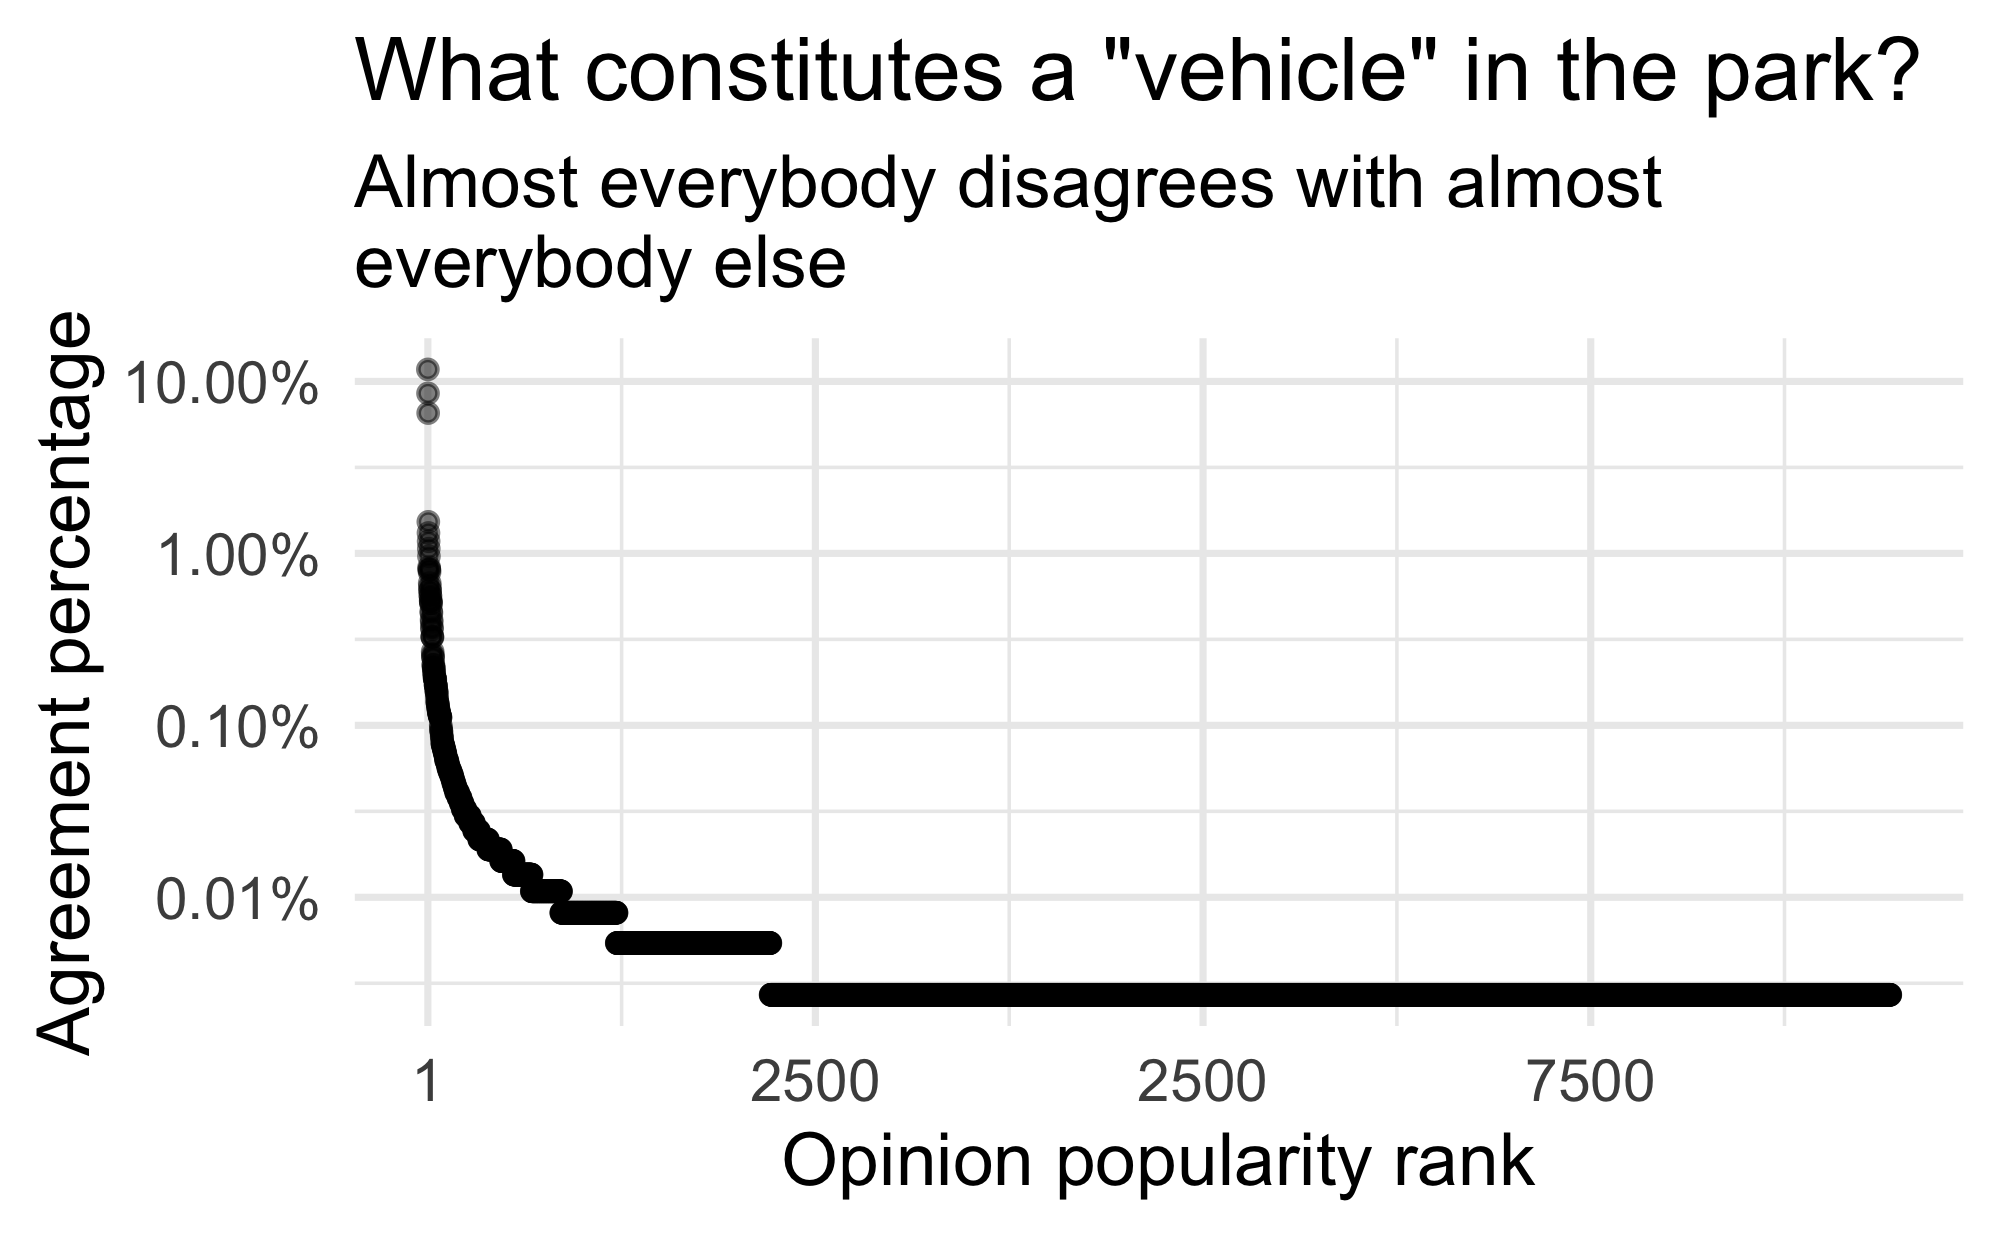 What constitutes a "vehicle" in the park?
Almost everybody disagrees with almost
everybody else
Agreement percentage
10.00%
1.00%
0.10%
0.01%
1
2500
2500
7500
Opinion popularity rank